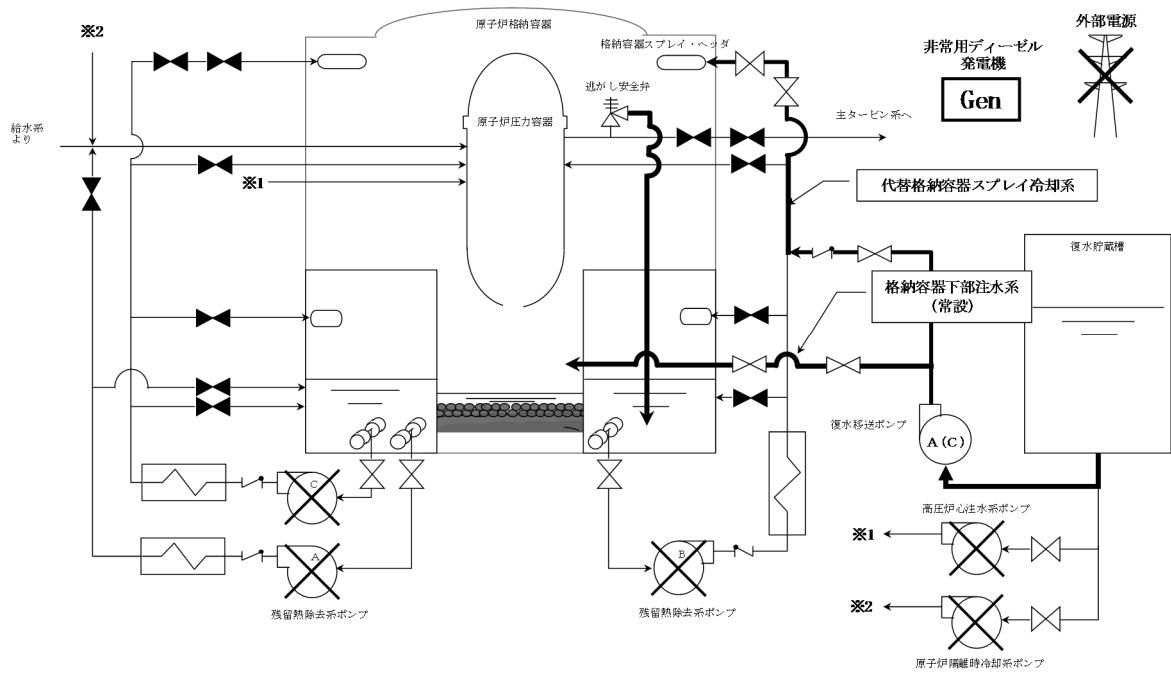 ※2
原子炉格納容器
格納容器スプレイ・ヘッダ
外部電源
非常用ディーゼル
発電機
Gen
逃がし安全弁
原子炉圧力容器
主タービン系へ
給水系
より
※1
代替格納容器スプレイ冷却系
復水貯蔵槽
格納容器下部注水系
(常設)
復水移送ポンプ
A(C)
C
A
B
残留熱除去系ポンプ
残留熱除去系ポンプ
高圧炉心注水系ポンプ
※1
※2
原子炉隔離時冷却系ポンプ